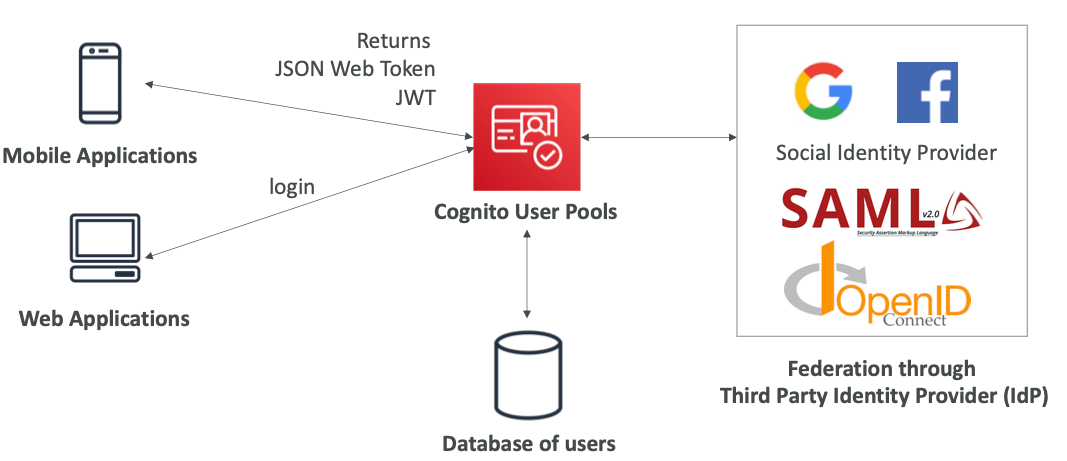 Returns
JSON Web Token
JWT
Mobile Applications
login
Web Applications
Cognito User Pools
Database of users
Social Identity Provider
SAML v2.0
Security Assertion Markup Language
OpenID
Connect
Federation through
Third Party Identity Provider (IdP)